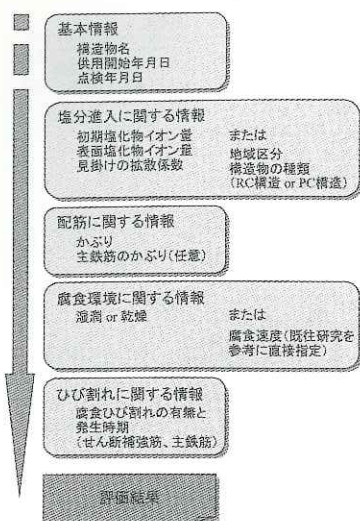 基本情報
構造物名
供用開始年月日
点検年月日
塩分進入に関する情報
初期塩化物イオン量
表面塩化物イオン量
見掛けの拡散係数
または
地域区分
構造物の種類
(RC構造 or PC構造)
配筋に関する情報
かぶり
主鉄筋のかぶり(任意)
腐食環境に関する情報
湿潤 or 乾燥
または
腐食速度(既往研究を
参考に直接指定)
ひび割れに関する情報
腐食ひび割れの有無と
発生時期
(せん断補強筋、主鉄筋)
評価結果